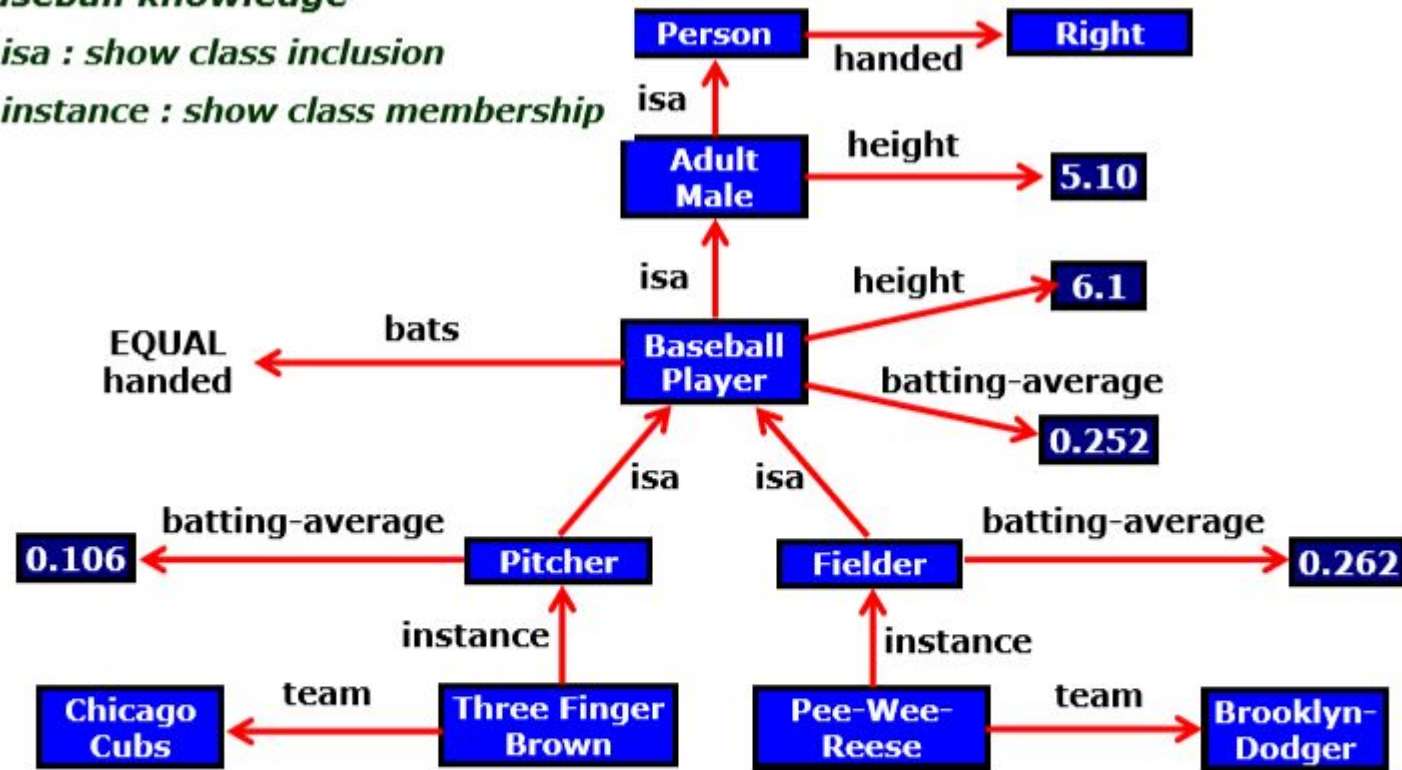 knowledge
isa : show class inclusion
instance : show class membership
Person
handed
Right
isa
Adult
Male
height
5.10
isa
height
6.1
EQUAL
handed
bats
Baseball
Player
batting-average
0.252
isa
isa
0.106
batting-average
Pitcher
Fielder
batting-average
0.262
instance
instance
Chicago
Cubs
team
Three Finger
Brown
Pee-Wee-
Reese
team
Brooklyn-
Dodger